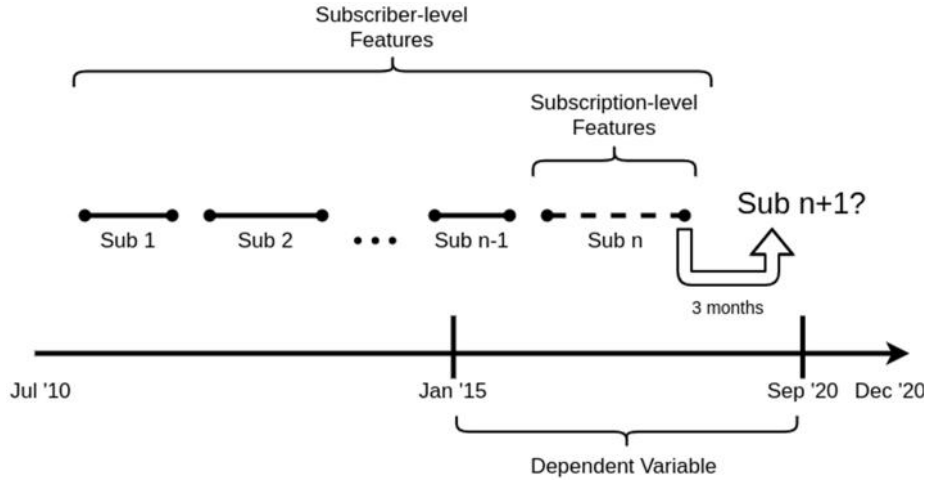 Subscriber-level
Features
Subscription-level
Features
Sub n+1?
Sub 1
Sub 2
Sub n-1
Sub n
3 months
Jul '10
Jan '15
Sep '20
Dec '20
Dependent Variable